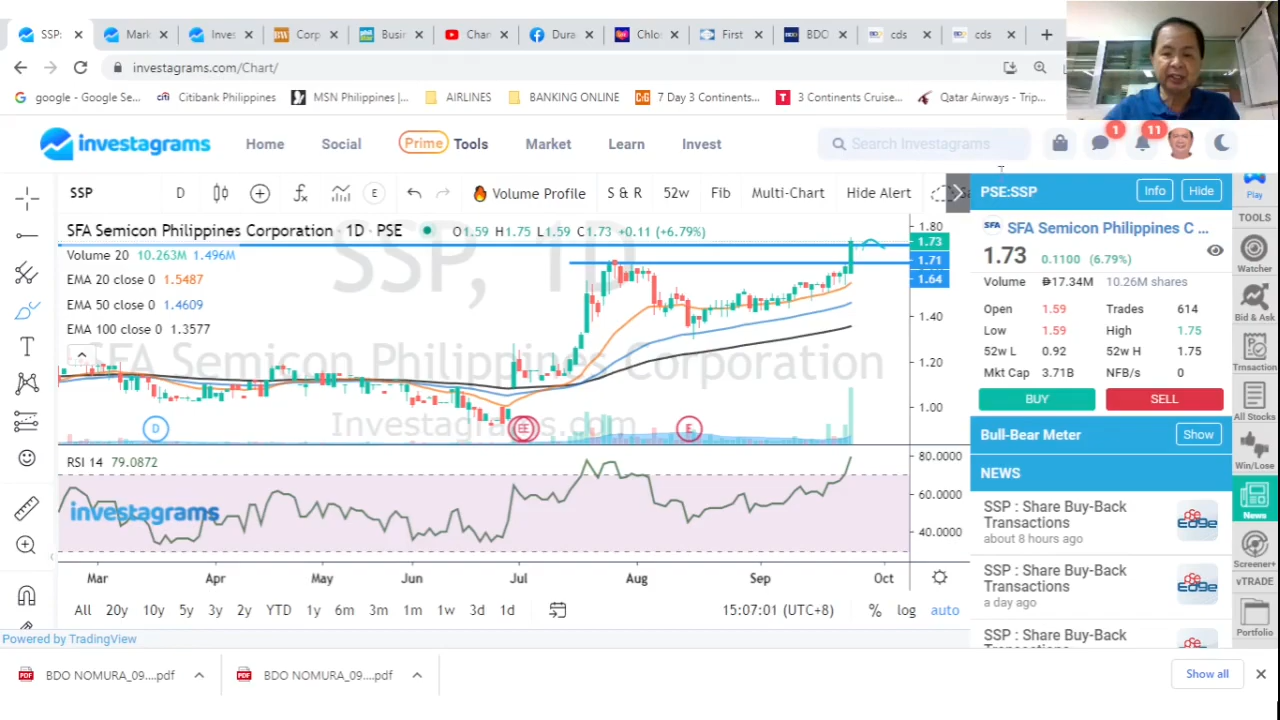 SSP:
Mark
Inves
Corp
Busir
Chan
Dura
Chlo
First
BDO
cds
cds
investagrams.com/Chart/
google - Google Se...
Citibank Philippines
MSN Philippines |...
AIRLINES
BANKING ONLINE
7 Day 3 Continents...
3 Continents Cruise...
Qatar Airways - Trip...
investagrams
Home
Social
Prime Tools
Market
Learn
Invest
Search Investagrams
1
11
SSP
D
Volume Profile
S & R
52w
Fib
Multi-Chart
Hide Alert
PSE:SSP
Info
Hide
Play
SFA Semicon Philippines Corporation · 1D · PSE
O1.59 H1.75 L1.59 C1.73 +0.11 (+6.79%)
Volume 20 10.263M 1.496M
EMA 20 close 0 1.5487
EMA 50 close 0 1.4609
EMA 100 close 0 1.3577
SSP, 1D
SFA Semicon Philippines Corporation
Investagrams.com
1.80
1.73
1.71
1.64
1.40
1.20
1.00
D
E
E
RSI 14 79.0872
investagrams
80.0000
60.0000
40.0000
Mar
Apr
May
Jun
Jul
Aug
Sep
Oct
All
20y
10y
5y
3y
2y
YTD
1y
6m
3m
1m
1w
3d
1d
15:07:01 (UTC+8)
%
log
auto
Powered by TradingView
SFA
SFA Semicon Philippines C ...
1.73
0.1100 (6.79%)
Volume ₱17.34M 10.26M shares
Open 1.59 Trades 614
Low 1.59 High 1.75
52w L 0.92 52w H 1.75
Mkt Cap 3.71B NFB/s 0
BUY
SELL
Bull-Bear Meter
Show
NEWS
SSP : Share Buy-Back
Transactions
about 8 hours ago
EDGE
SSP : Share Buy-Back
Transactions
a day ago
EDGE
SSP : Share Buy-Back
TOOLS
Watcher
Bid & Ask
Trnsaction
All Stocks
Win/Lose
News
Screener+
vTRADE
Portfolio
BDO NOMURA_09....pdf
BDO NOMURA_09....pdf
Show all